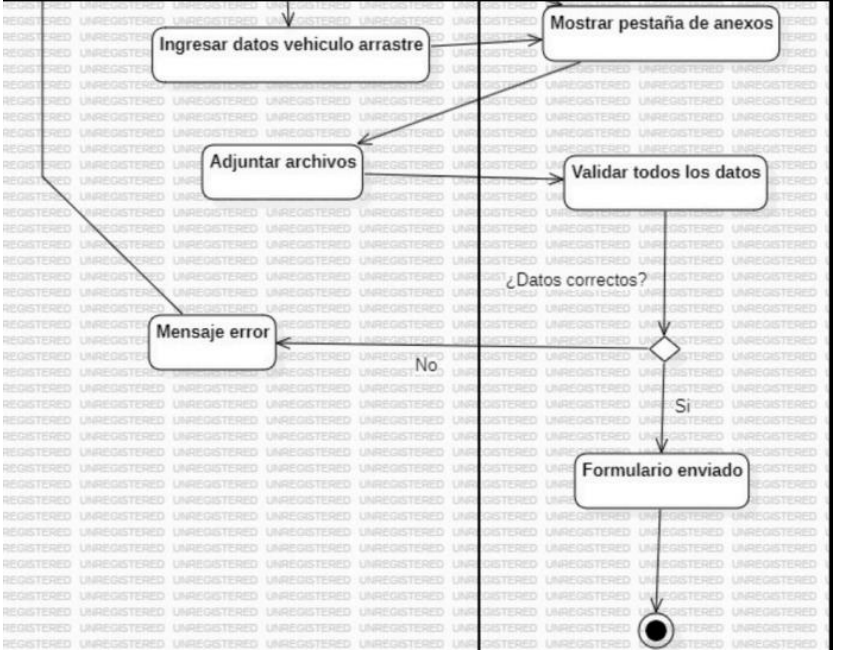 Mostrar pestaña de anexos
Ingresar datos vehiculo arrastre
Adjuntar archivos
Validar todos los datos
¿Datos correctos?
Mensaje error
No
Si
Formulario enviado
UNREGISTERED